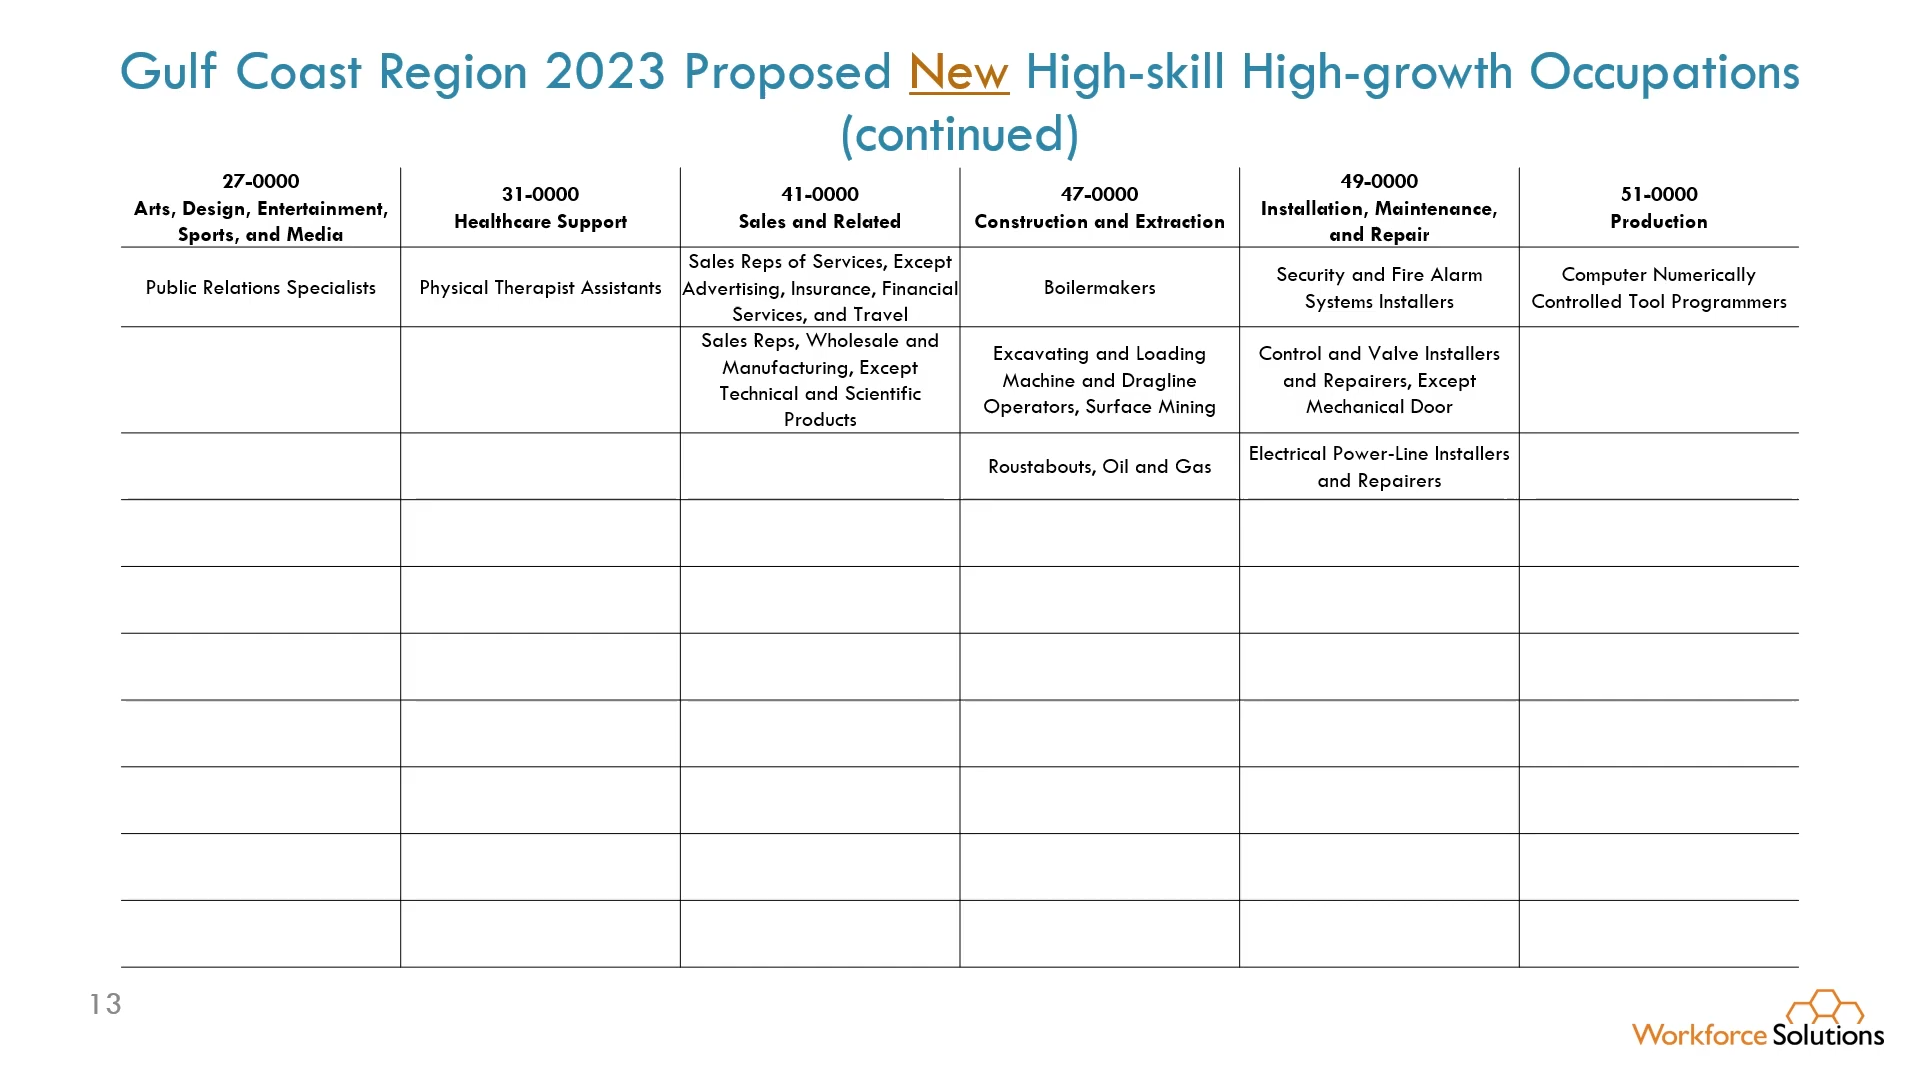 Gulf Coast Region 2023 Proposed New High-skill High-growth Occupations
(continued)
27-0000
Arts, Design, Entertainment,
Sports, and Media
31-0000
Healthcare Support
41-0000
Sales and Related
47-0000
Construction and Extraction
49-0000
Installation, Maintenance,
and Repair
51-0000
Production
Public Relations Specialists
Physical Therapist Assistants
Sales Reps of Services, Except
Advertising, Insurance, Financial
Services, and Travel
Boilermakers
Security and Fire Alarm
Systems Installers
Computer Numerically
Controlled Tool Programmers
Sales Reps, Wholesale and
Manufacturing, Except
Technical and Scientific
Products
Excavating and Loading
Machine and Dragline
Operators, Surface Mining
Control and Valve Installers
and Repairers, Except
Mechanical Door
Roustabouts, Oil and Gas
Electrical Power-Line Installers
and Repairers
13
Workforce Solutions